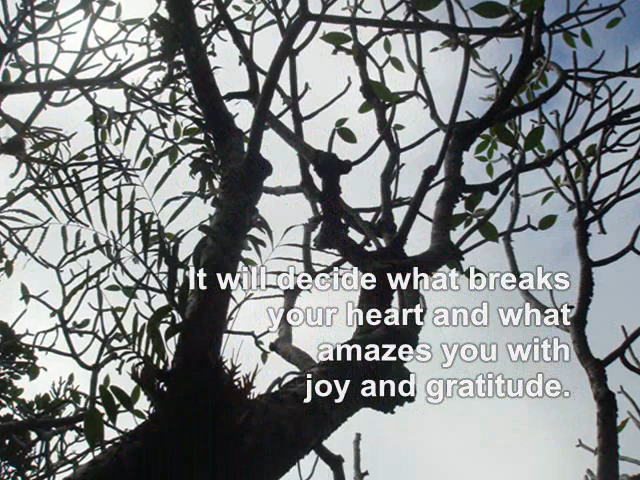 It will decide what breaks
your heart and what
amazes you with
joy and gratitude.